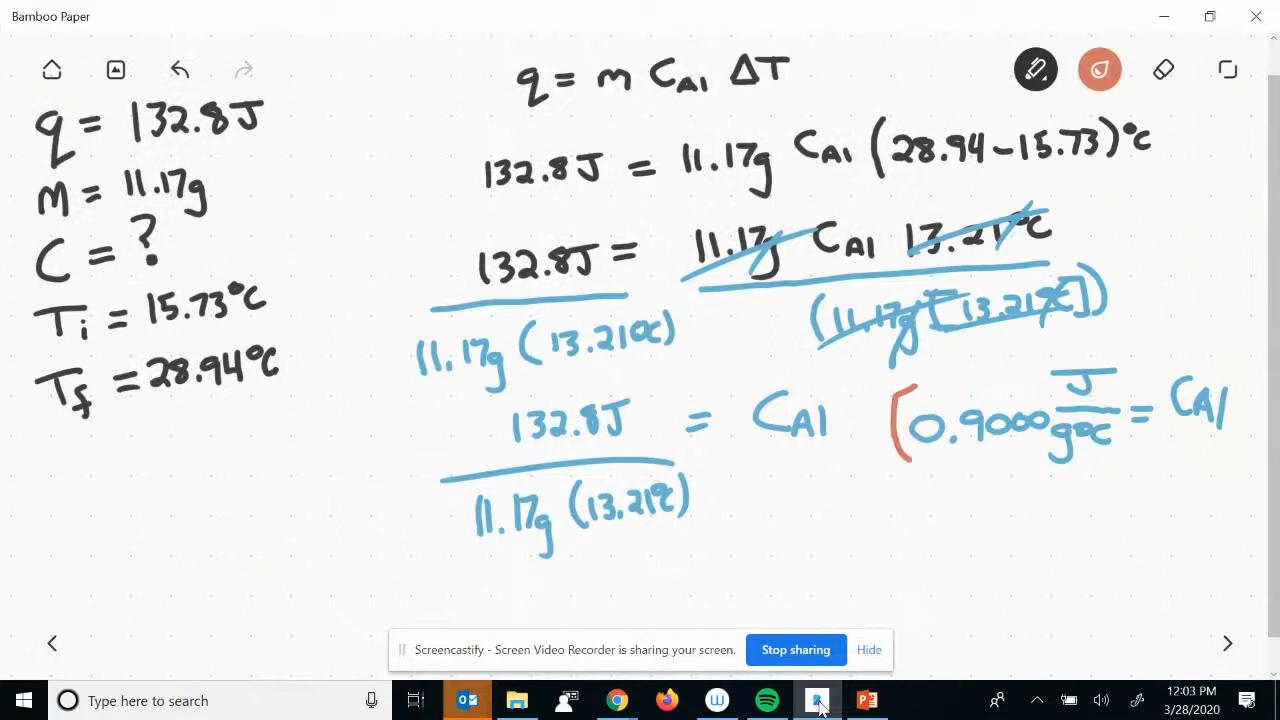 Bamboo Paper
q = 132.8J
m = 11.17g
C = ?
Ti = 15.73°C
Tf = 28.94°C
q = m CAl ΔT
132.8J = 11.17g CAl (28.94-15.73)°C
132.8J = 11.17g CAl 13.21°C
11.17g (13.21°C) (11.17g [13.21°C])
132.8J = CAl (0.9000 J/g°C = CAl
11.17g (13.21°C)
Screencastify - Screen Video Recorder is sharing your screen. Stop sharing Hide
Type here to search
12:03 PM
3/28/2020